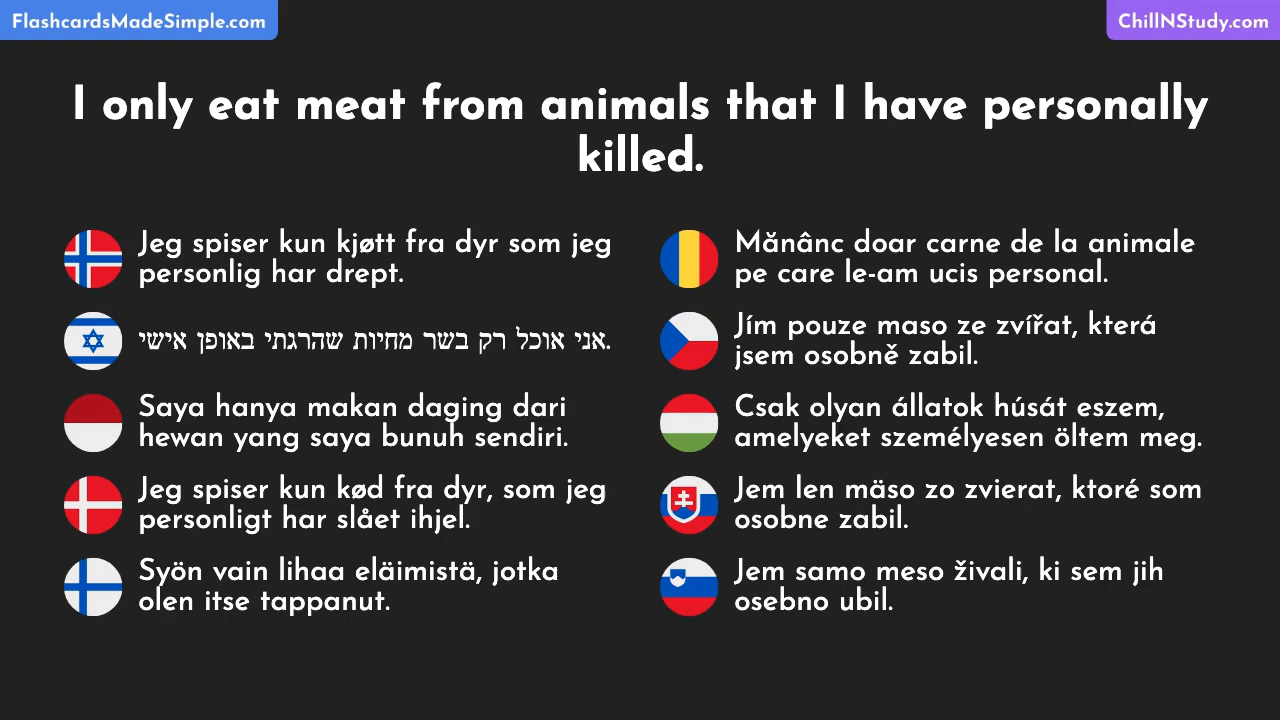 FlashcardsMadeSimple.com
ChillNStudy.com
I only eat meat from animals that I have personally
killed.
Jeg spiser kun kjøtt fra dyr som jeg
personlig har drept.
אני אוכל רק בשר מחיות שהרגתי באופן אישי.
Saya hanya makan daging dari
hewan yang saya bunuh sendiri.
Jeg spiser kun kød fra dyr, som jeg
personligt har slået ihjel.
Syön vain lihaa eläimistä, jotka
olen itse tappanut.
Mănânc doar carne de la animale
pe care le-am ucis personal.
Jím pouze maso ze zvířat, která
jsem osobně zabil.
Csak olyan állatok húsát eszem,
amelyeket személyesen öltem meg.
Jem len mäso zo zvierat, ktoré som
osobne zabil.
Jem samo meso živali, ki sem jih
osebno ubil.